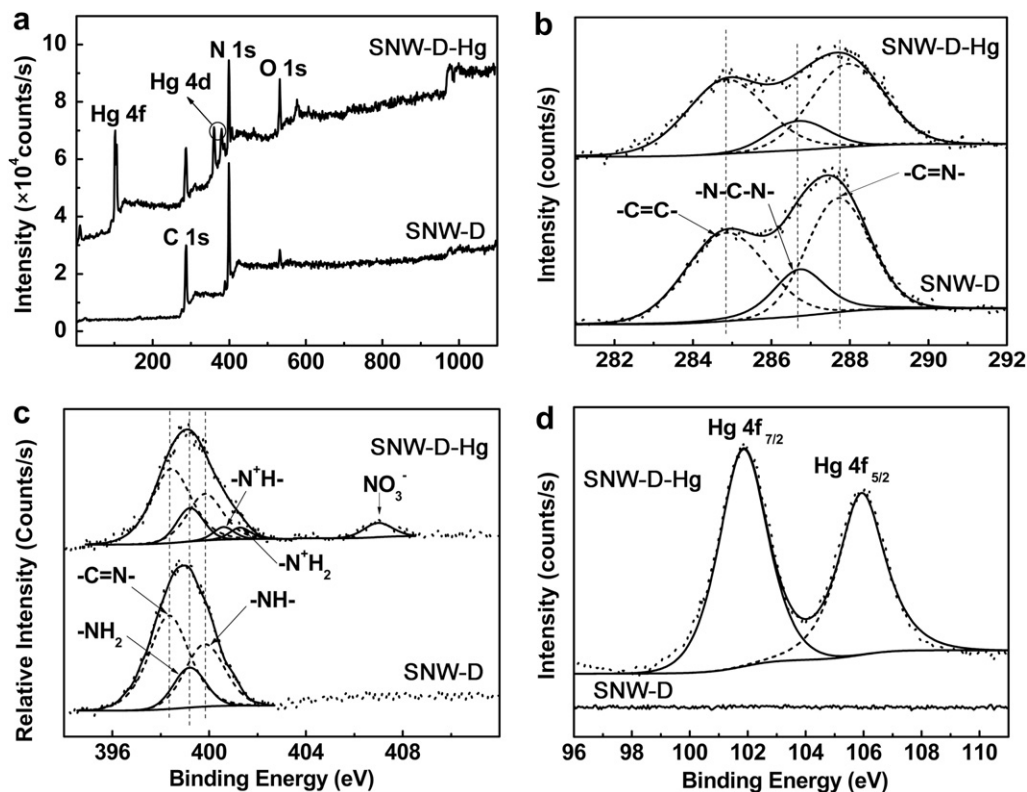 a
SNW-D-Hg
N 1s
Hg 4d
O 1s
Hg 4f
C 1s
SNW-D
Intensity (×10⁴counts/s)
10
8
6
4
2
0
200 400 600 800 1000
b
SNW-D-Hg
-C=C-
-N-C-N-
-C=N-
SNW-D
Intensity (counts/s)
282 284 286 288 290 292
c
SNW-D-Hg
-N⁺H-
NO₃⁻
-N⁺H₂
-C=N-
-NH-
-NH₂
SNW-D
Relative Intensity (Counts/s)
396 400 404 408
Binding Energy (eV)
d
Hg 4f₇/₂
SNW-D-Hg
Hg 4f₅/₂
SNW-D
Intensity (counts/s)
96 98 100 102 104 106 108 110
Binding Energy (eV)